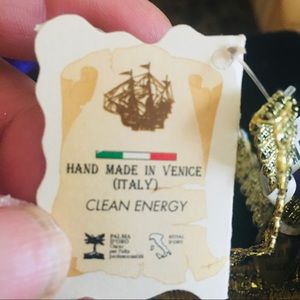 HAND MADE IN VENICE
(ITALY)
CLEAN ENERGY
PALMA
D'ORO